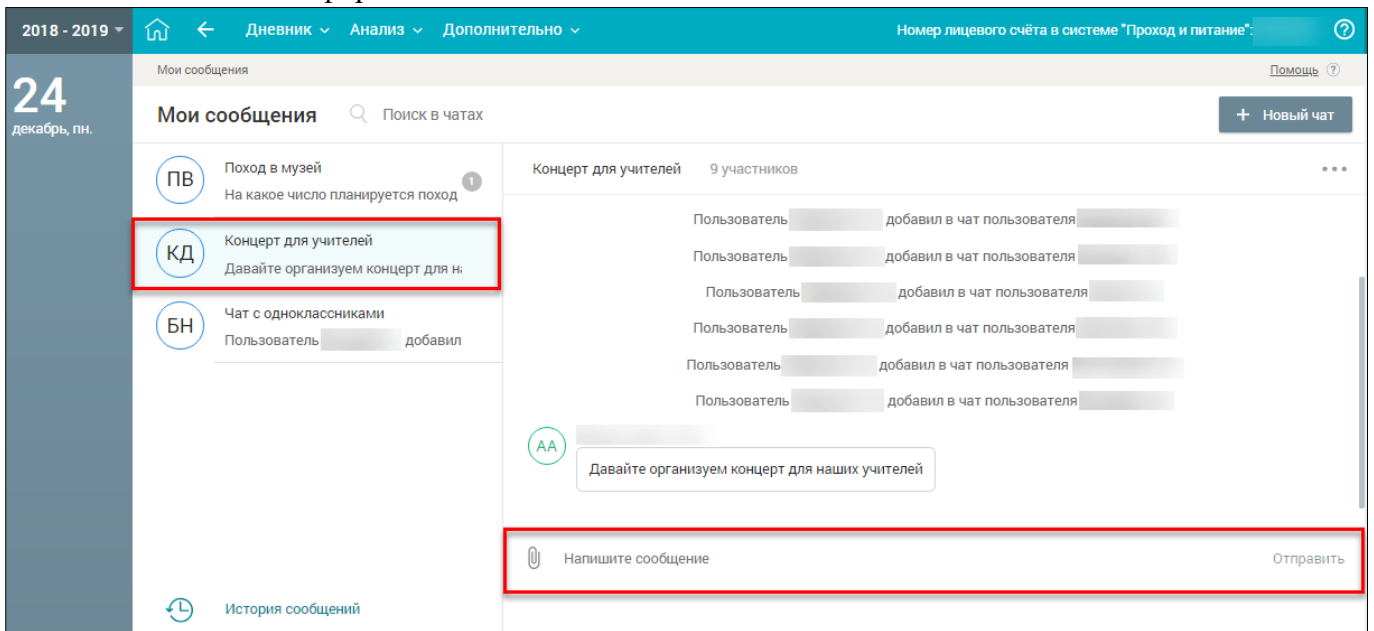 2018 - 2019 Дневник Анализ Дополнительно Номер лицевого счёта в системе "Проход и питание":
24
декабрь, пн.
Мои сообщения Помощь
Мои сообщения Поиск в чатах + Новый чат
ПВ Поход в музей
На какое число планируется поход 1
КД Концерт для учителей
Давайте организуем концерт для на
БН Чат с одноклассниками
Пользователь добавил
История сообщений
Концерт для учителей 9 участников
Пользователь добавил в чат пользователя
Пользователь добавил в чат пользователя
Пользователь добавил в чат пользователя
Пользователь добавил в чат пользователя
Пользователь добавил в чат пользователя
Пользователь добавил в чат пользователя
АА
Давайте организуем концерт для наших учителей
Напишите сообщение Отправить